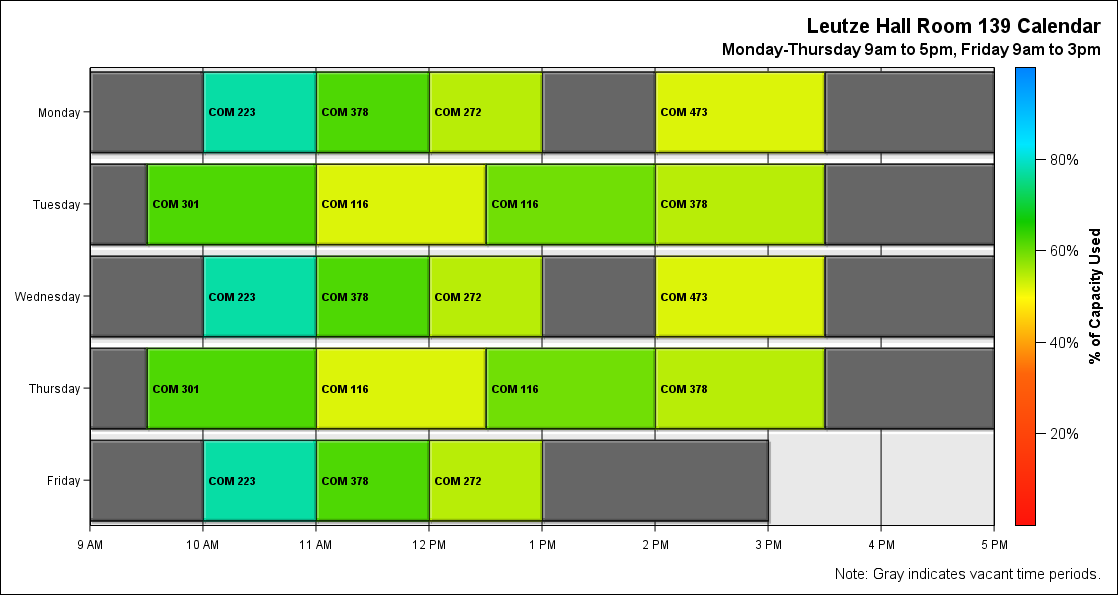 Leutze Hall Room 139 Calendar
Monday-Thursday 9am to 5pm, Friday 9am to 3pm
Monday
COM 223
COM 378
COM 272
COM 473
Tuesday
COM 301
COM 116
COM 116
COM 378
Wednesday
COM 223
COM 378
COM 272
COM 473
Thursday
COM 301
COM 116
COM 116
COM 378
Friday
COM 223
COM 378
COM 272
9 AM
10 AM
11 AM
12 PM
1 PM
2 PM
3 PM
4 PM
5 PM
80%
60%
40%
20%
% of Capacity Used
Note: Gray indicates vacant time periods.